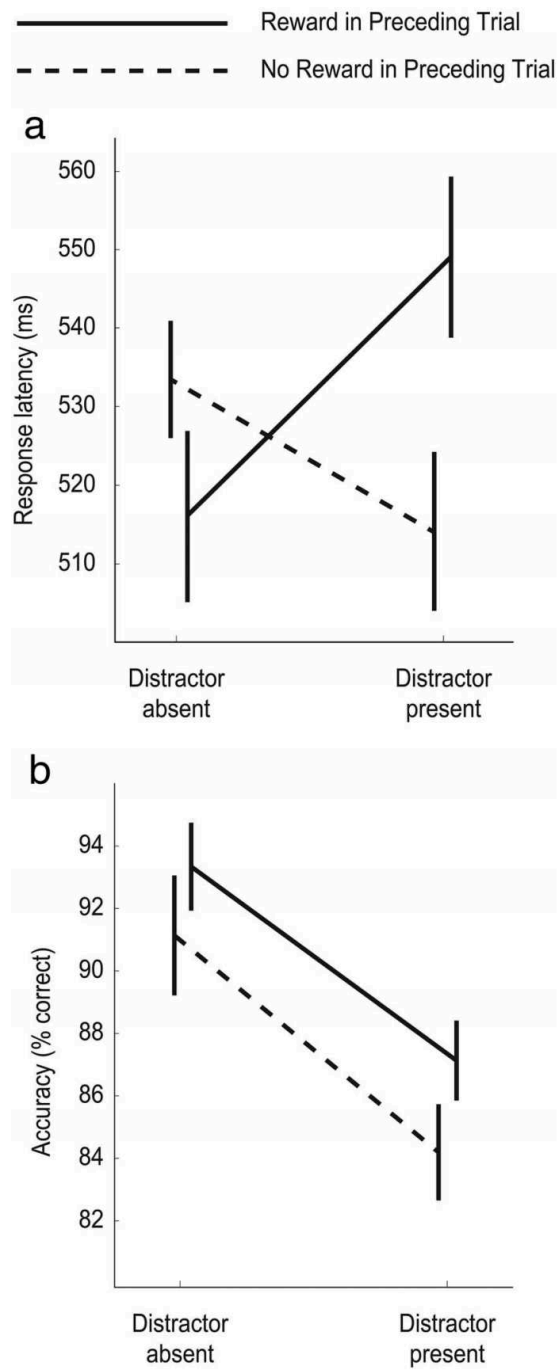 Reward in Preceding Trial
No Reward in Preceding Trial
a
560
550
540
530
520
510
Response latency (ms)
Distractor absent
Distractor present
b
94
92
90
88
86
84
82
Accuracy (% correct)
Distractor absent
Distractor present